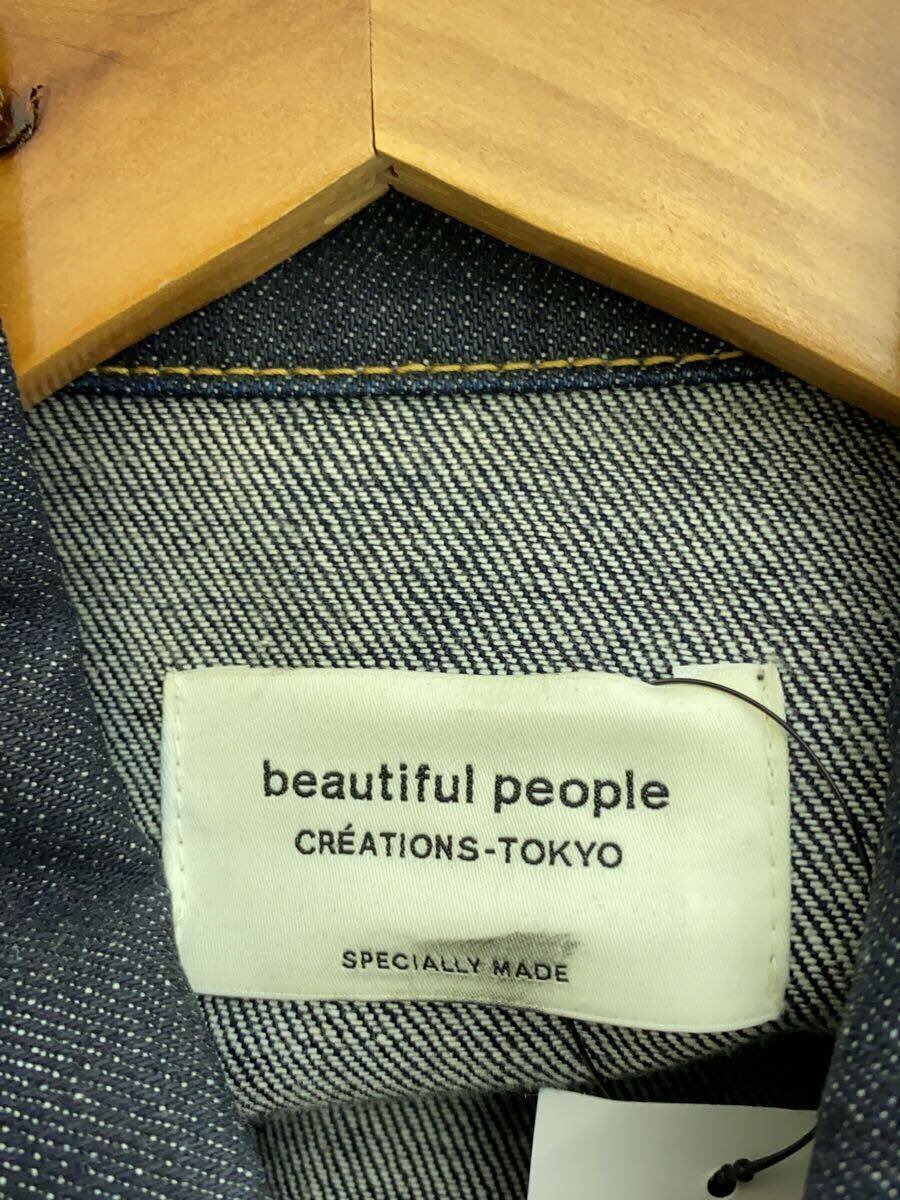 beautiful people
CRÉATIONS-TOKYO
SPECIALLY MADE